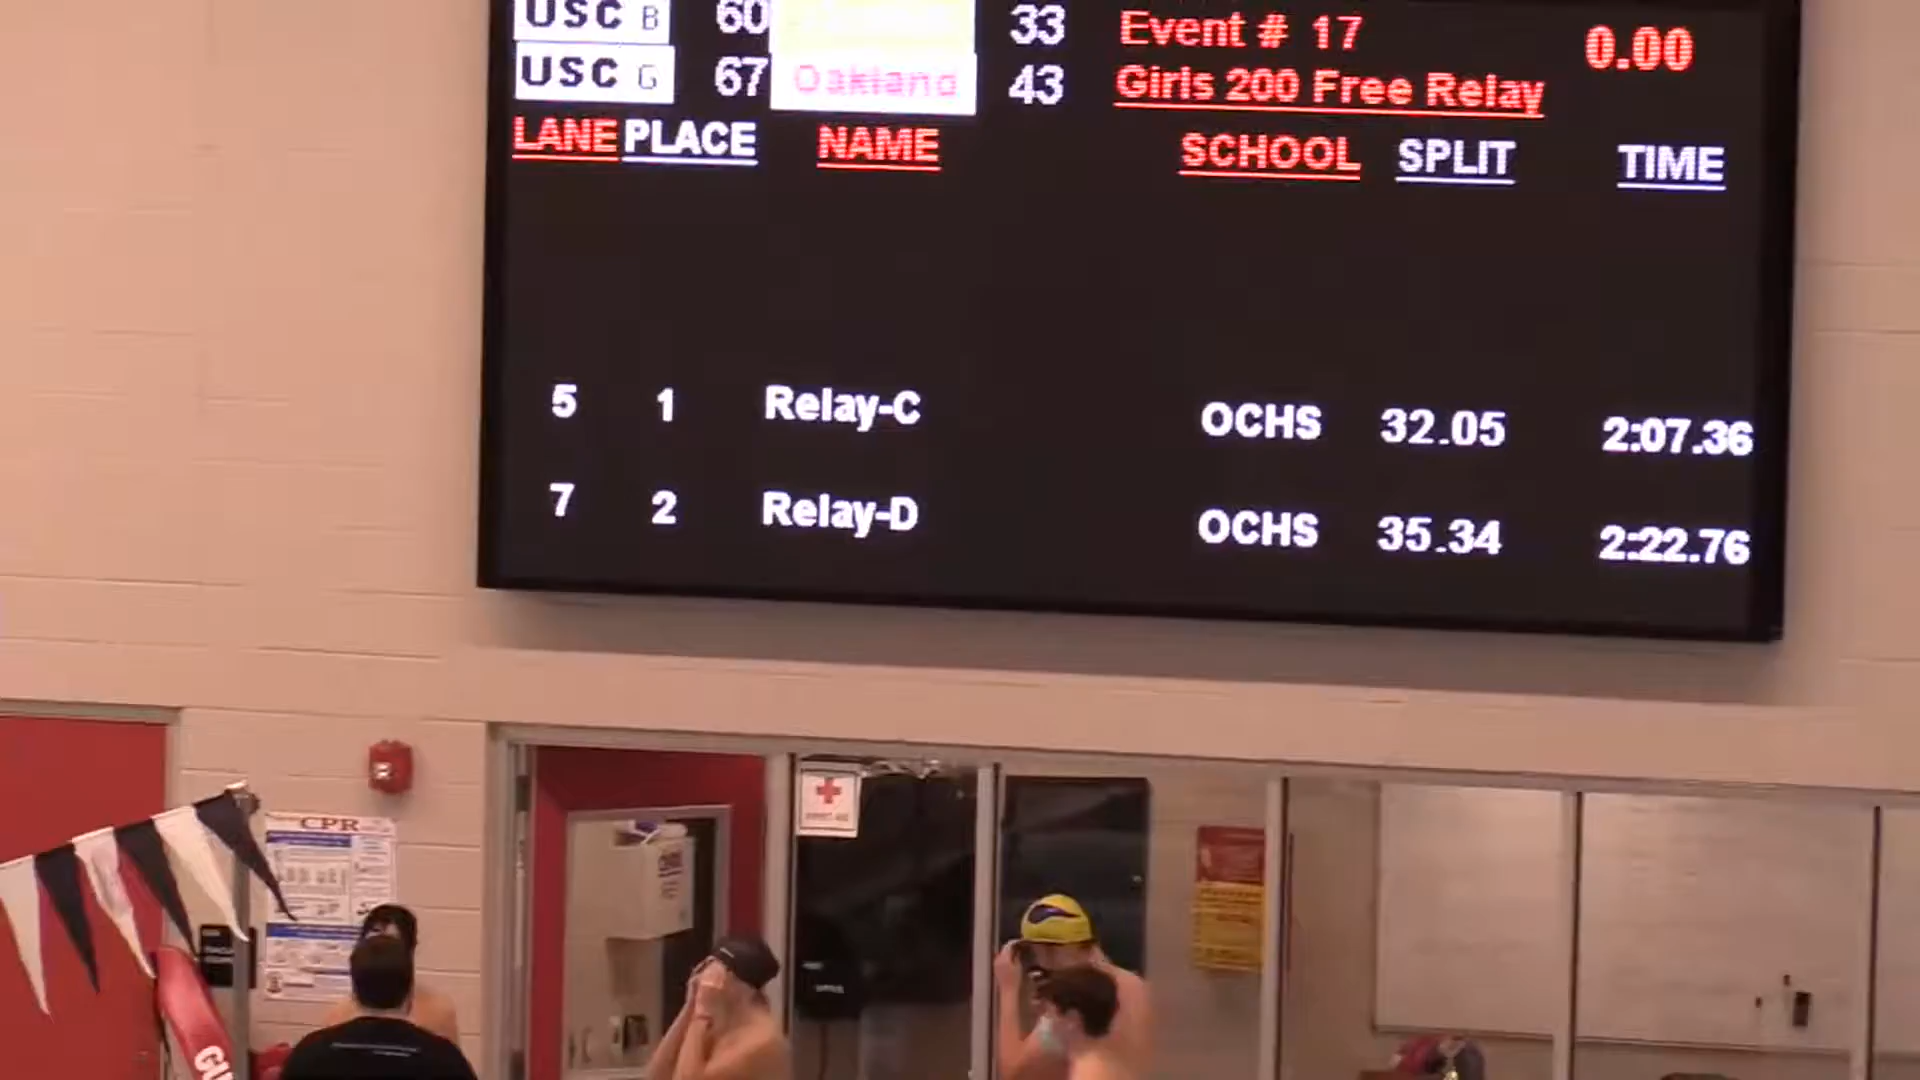 USC B 60 33 Event # 17 0.00
USC G 67 Oakland 43 Girls 200 Free Relay
LANE PLACE NAME SCHOOL SPLIT TIME
5 1 Relay-C OCHS 32.05 2:07.36
7 2 Relay-D OCHS 35.34 2:22.76
CPR